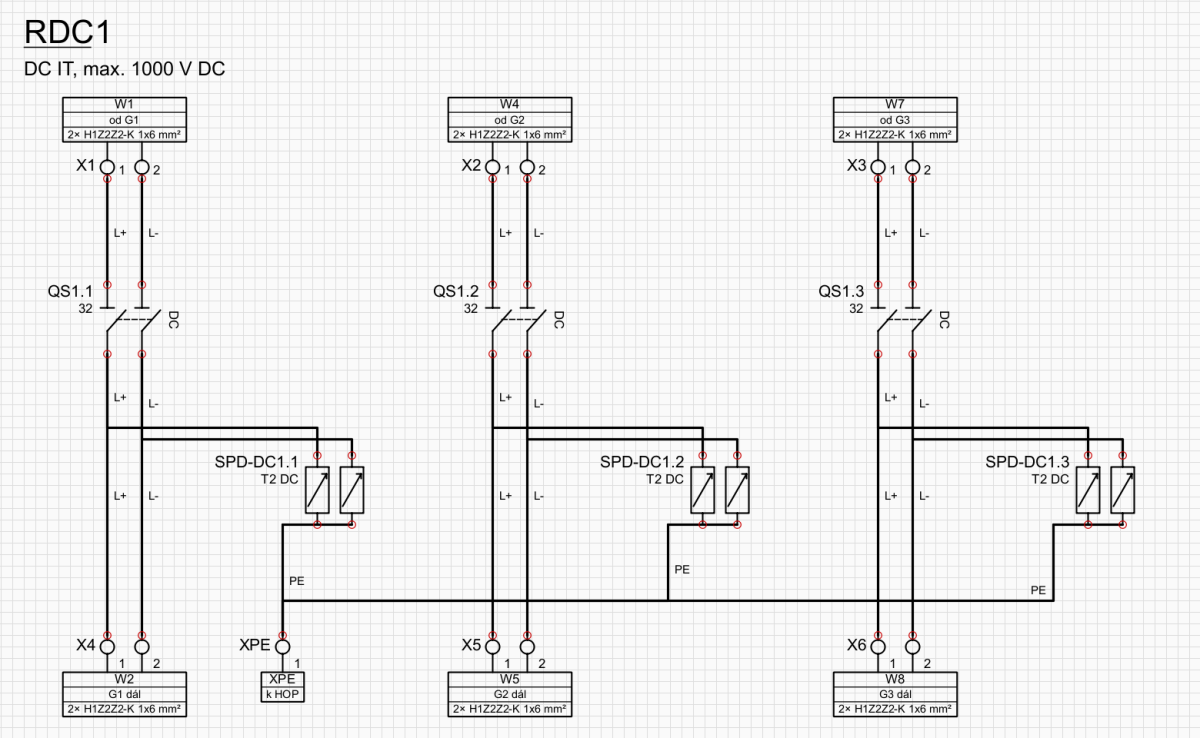 RDC1
DC IT, max. 1000 V DC
W1
od G1
2× H1Z2Z2-K 1x6 mm²
W4
od G2
2× H1Z2Z2-K 1x6 mm²
W7
od G3
2× H1Z2Z2-K 1x6 mm²
X1 1 2
X2 1 2
X3 1 2
L+ L-
L+ L-
L+ L-
QS1.1
32
DC
QS1.2
32
DC
QS1.3
32
DC
L+ L-
L+ L-
L+ L-
SPD-DC1.1
T2 DC
SPD-DC1.2
T2 DC
SPD-DC1.3
T2 DC
L+ L-
L+ L-
L+ L-
PE
PE
PE
X4 1 2
XPE 1
X5 1 2
X6 1 2
W2
G1 dál
2× H1Z2Z2-K 1x6 mm²
XPE
k HOP
W5
G2 dál
2× H1Z2Z2-K 1x6 mm²
W8
G3 dál
2× H1Z2Z2-K 1x6 mm²